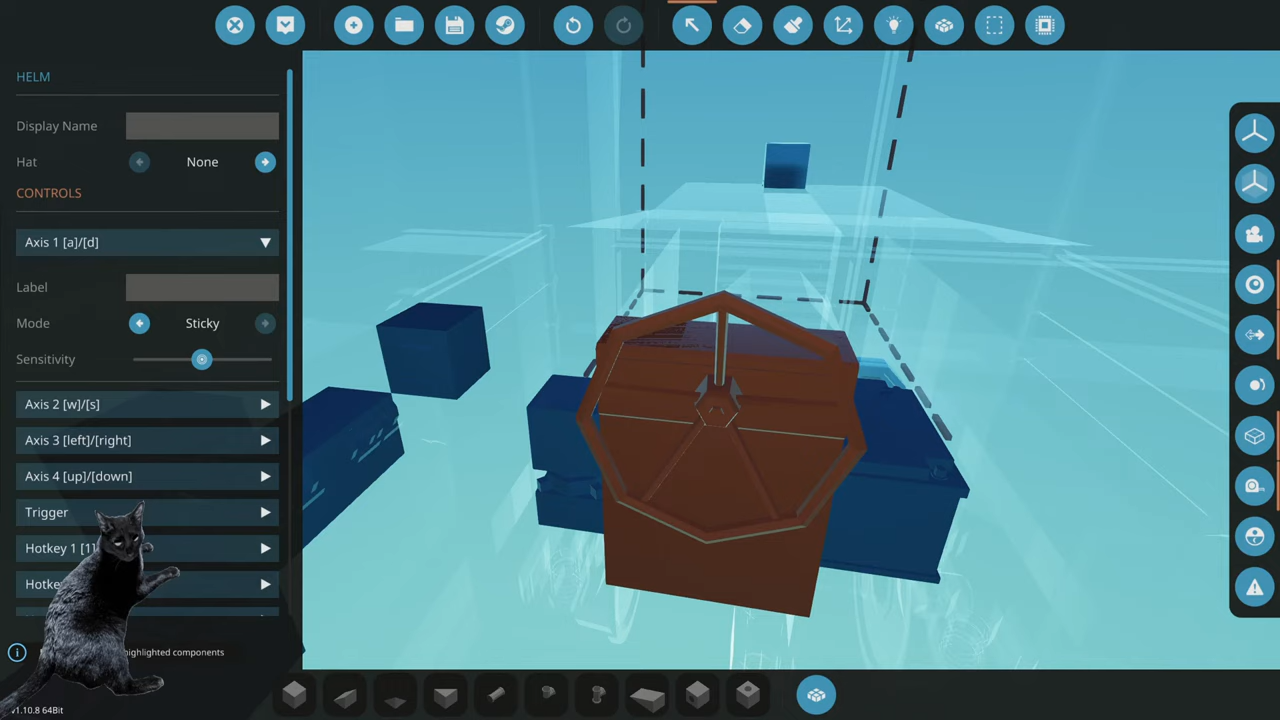 HELM
Display Name
Hat None
CONTROLS
Axis 1 [a]/[d]
Label
Mode Sticky
Sensitivity
Axis 2 [w]/[s]
Axis 3 [left]/[right]
Axis 4 [up]/[down]
Trigger
Hotkey 1 [1]
highlighted components
v1.10.8 64Bit